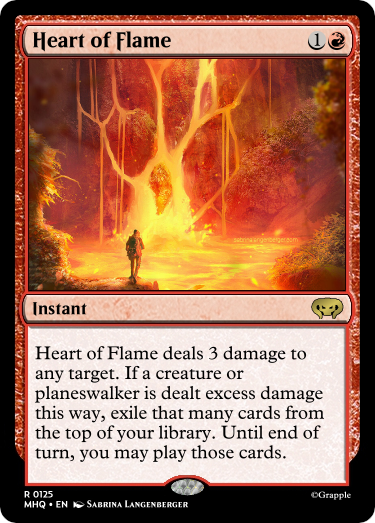 Heart of Flame 1
Instant
Heart of Flame deals 3 damage to
any target. If a creature or
planeswalker is dealt excess damage
this way, exile that many cards from
the top of your library. Until end of
turn, you may play those cards.
R 0125
MHQ • EN SABRINA LANGENBERGER
©Grapple